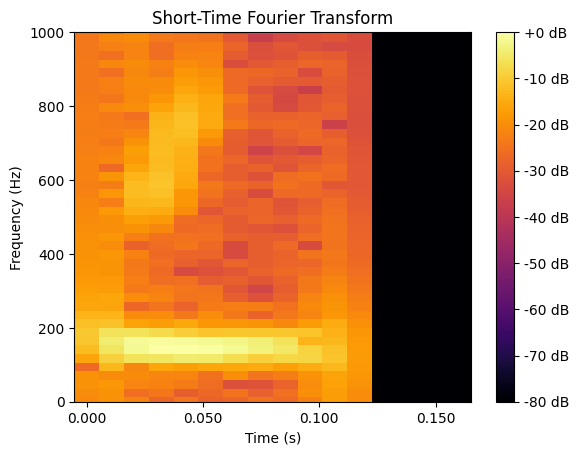 Short-Time Fourier Transform
1000
800
600
400
200
0
Frequency (Hz)
0.000
0.050
0.100
0.150
Time (s)
+0 dB
-10 dB
-20 dB
-30 dB
-40 dB
-50 dB
-60 dB
-70 dB
-80 dB